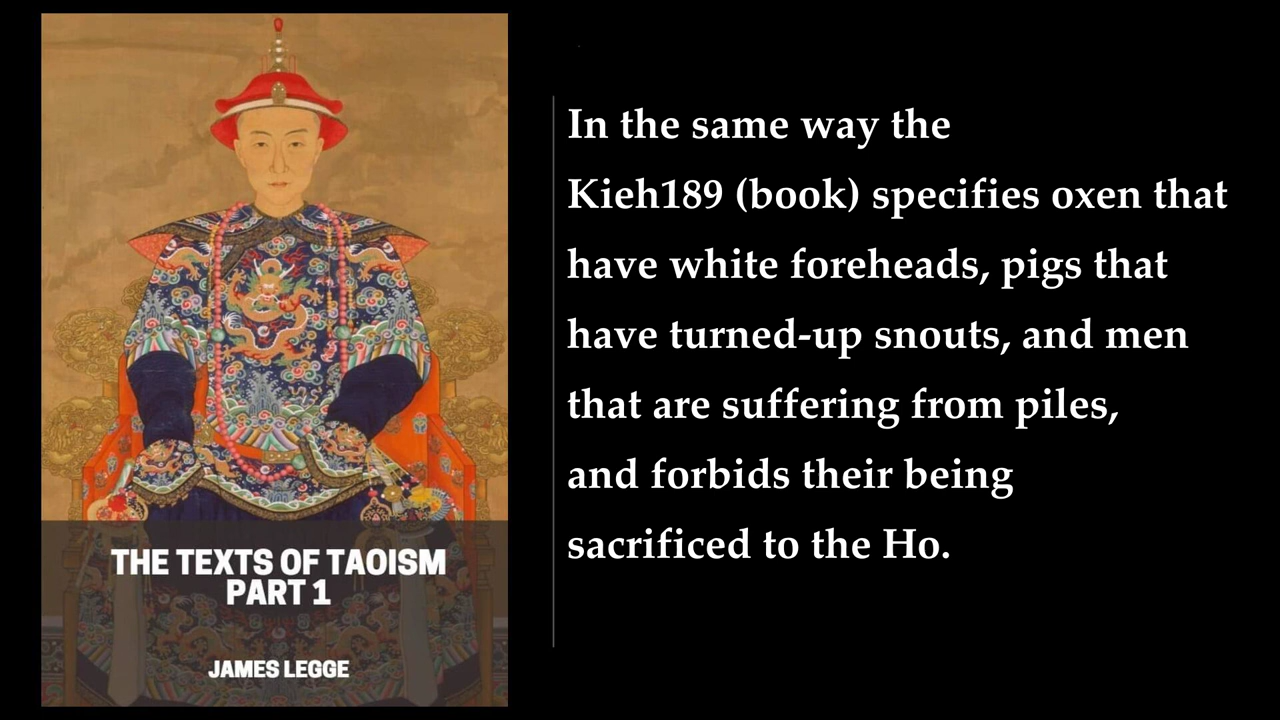 THE TEXTS OF TAOISM
PART 1
JAMES LEGGE
In the same way the
Kieh189 (book) specifies oxen that
have white foreheads, pigs that
have turned-up snouts, and men
that are suffering from piles,
and forbids their being
sacrificed to the Ho.